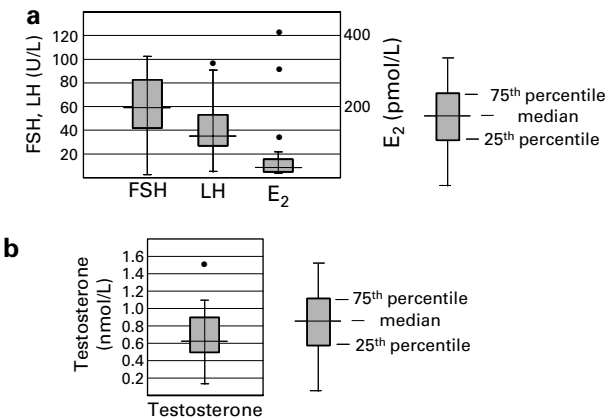 a
FSH, LH (U/L)
120
100
80
60
40
20
400
200
E2 (pmol/L)
FSH LH E2
75th percentile
median
25th percentile
b
Testosterone
(nmol/L)
1.6
1.4
1.2
1.0
0.8
0.6
0.4
0.2
Testosterone
75th percentile
median
25th percentile